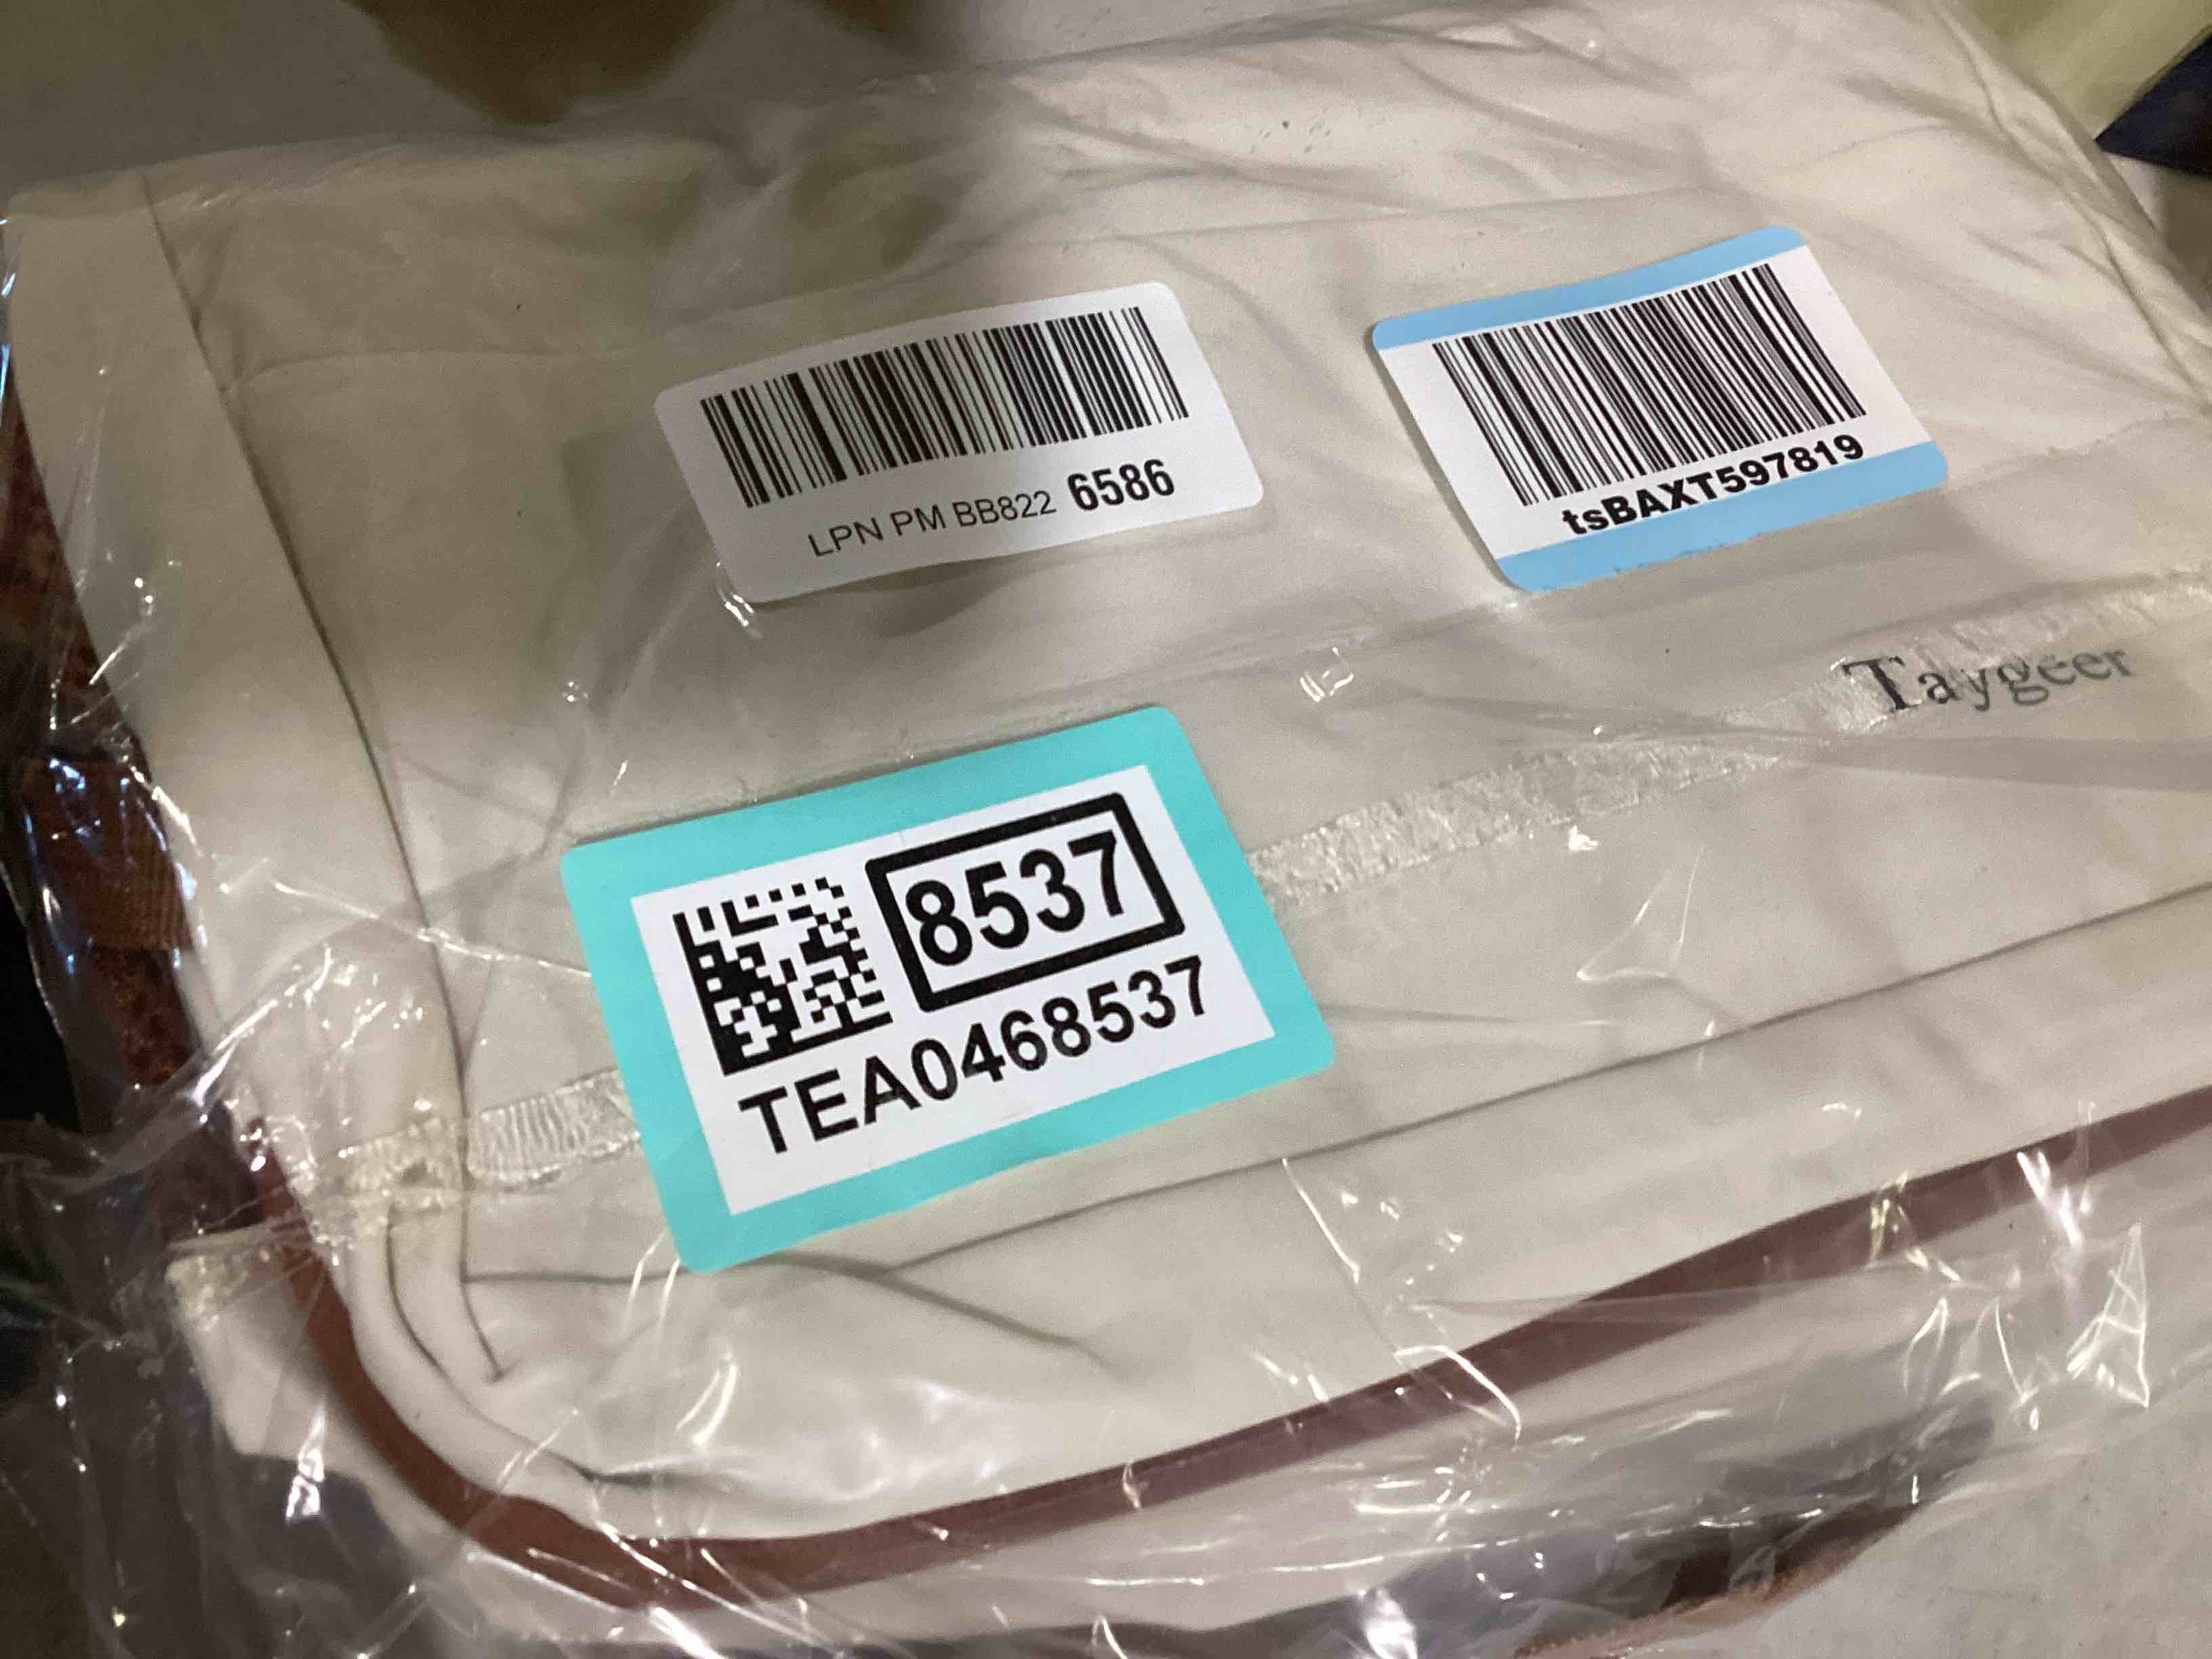 LPN PM BB822 6586
tsBAXT597819
Taygeer
8537
TEA0468537